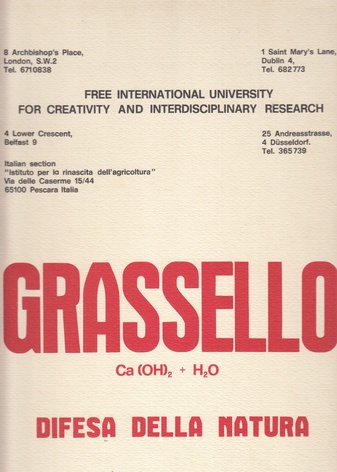 8 Archbishop's Place,
London, S.W.2
Tel. 6710838
1 Saint Mary's Lane,
Dublin 4,
Tel. 682773
FREE INTERNATIONAL UNIVERSITY
FOR CREATIVITY AND INTERDISCIPLINARY RESEARCH
4 Lower Crescent,
Belfast 9
25 Andreasstrasse,
4 Düsseldorf.
Tel. 365739
Italian section
"Istituto per la rinascita dell'agricoltura"
Via delle Caserme 15/44
65100 Pescara Italia
GRASSELLO
Ca (OH)₂ + H₂O
DIFESA DELLA NATURA